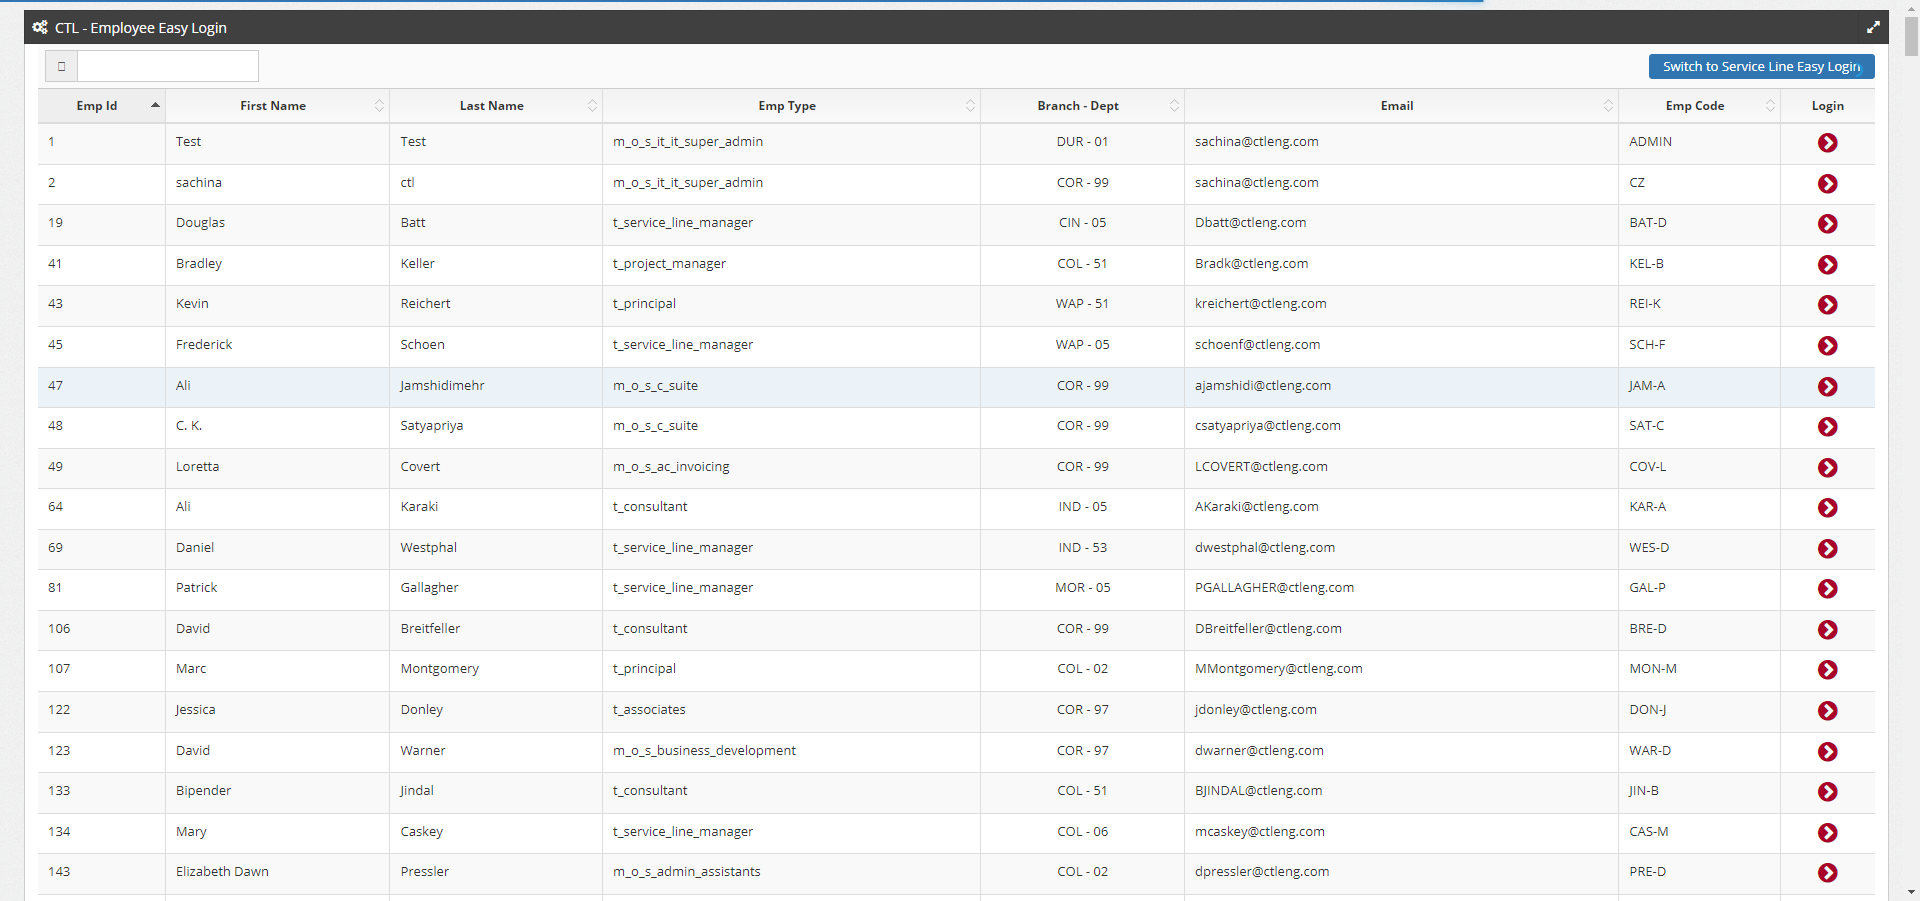 CTL - Employee Easy Login
Switch to Service Line Easy Login
Emp Id First Name Last Name Emp Type Branch - Dept Email Emp Code Login
1 Test Test m_o_s_it_it_super_admin DUR - 01 sachina@ctleng.com ADMIN
2 sachina ctl m_o_s_it_it_super_admin COR - 99 sachina@ctleng.com CZ
19 Douglas Batt t_service_line_manager CIN - 05 Dbatt@ctleng.com BAT-D
41 Bradley Keller t_project_manager COL - 51 Bradk@ctleng.com KEL-B
43 Kevin Reichert t_principal WAP - 51 kreichert@ctleng.com REI-K
45 Frederick Schoen t_service_line_manager WAP - 05 schoenf@ctleng.com SCH-F
47 Ali Jamshidimehr m_o_s_c_suite COR - 99 ajamshidi@ctleng.com JAM-A
48 C. K. Satyapriya m_o_s_c_suite COR - 99 csatyapriya@ctleng.com SAT-C
49 Loretta Covert m_o_s_ac_invoicing COR - 99 LCOVERT@ctleng.com COV-L
64 Ali Karaki t_consultant IND - 05 AKaraki@ctleng.com KAR-A
69 Daniel Westphal t_service_line_manager IND - 53 dwestphal@ctleng.com WES-D
81 Patrick Gallagher t_service_line_manager MOR - 05 PGALLAGHER@ctleng.com GAL-P
106 David Breitfeller t_consultant COR - 99 DBreitfeller@ctleng.com BRE-D
107 Marc Montgomery t_principal COL - 02 MMontgomery@ctleng.com MON-M
122 Jessica Donley t_associates COR - 97 jdonley@ctleng.com DON-J
123 David Warner m_o_s_business_development COR - 97 dwarner@ctleng.com WAR-D
133 Bipender Jindal t_consultant COL - 51 BJINDAL@ctleng.com JIN-B
134 Mary Caskey t_service_line_manager COL - 06 mcaskey@ctleng.com CAS-M
143 Elizabeth Dawn Pressler m_o_s_admin_assistants COL - 02 dpressler@ctleng.com PRE-D